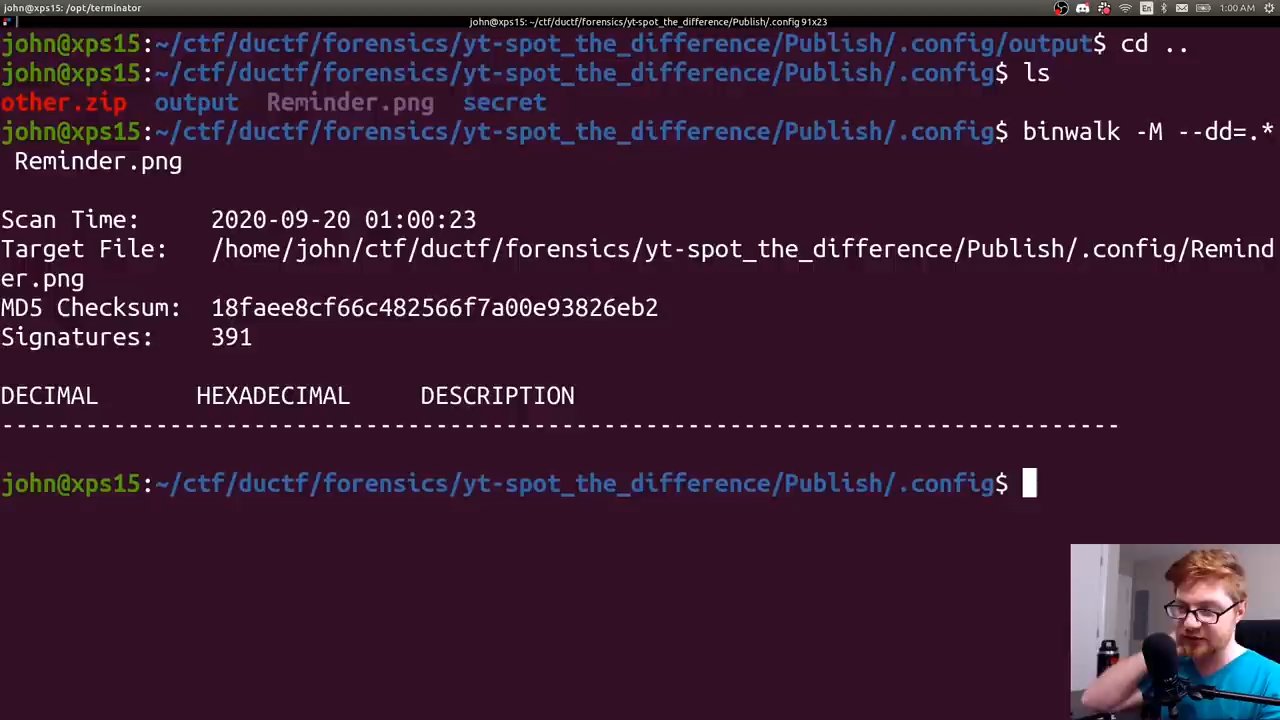 john@xps15: /opt/terminator
En
1:00 AM
john@xps15: ~/ctf/ductf/forensics/yt-spot_the_difference/Publish/.config 91x23
john@xps15:~/ctf/ductf/forensics/yt-spot_the_difference/Publish/.config/output$ cd ..
john@xps15:~/ctf/ductf/forensics/yt-spot_the_difference/Publish/.config$ ls
other.zip output Reminder.png secret
john@xps15:~/ctf/ductf/forensics/yt-spot_the_difference/Publish/.config$ binwalk -M --dd=.*
Reminder.png
Scan Time: 2020-09-20 01:00:23
Target File: /home/john/ctf/ductf/forensics/yt-spot_the_difference/Publish/.config/Remind
er.png
MD5 Checksum: 18faee8cf66c482566f7a00e93826eb2
Signatures: 391
DECIMAL HEXADECIMAL DESCRIPTION
--------------------------------------------------------------------------------
john@xps15:~/ctf/ductf/forensics/yt-spot_the_difference/Publish/.config$